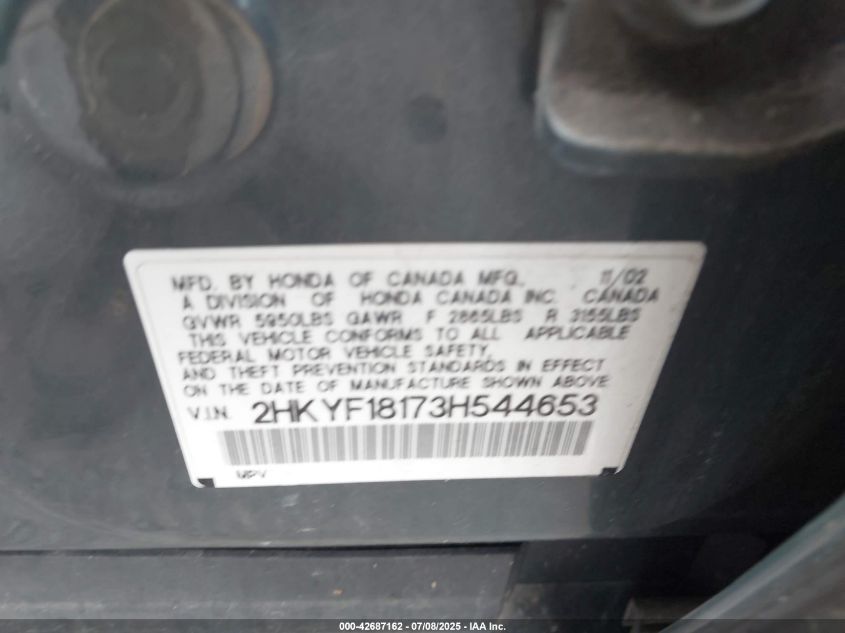 MFD. BY HONDA OF CANADA MFG., 11/02
A DIVISION OF HONDA CANADA INC. CANADA
GVWR 5950LBS GAWR F 2865LBS R 3155LBS
THIS VEHICLE CONFORMS TO ALL APPLICABLE
FEDERAL MOTOR VEHICLE SAFETY,
AND THEFT PREVENTION STANDARDS IN EFFECT
ON THE DATE OF MANUFACTURE SHOWN ABOVE
V.I.N. 2HKYF18173H544653
MPV
000-42687162 - 07/08/2025 - IAA Inc.